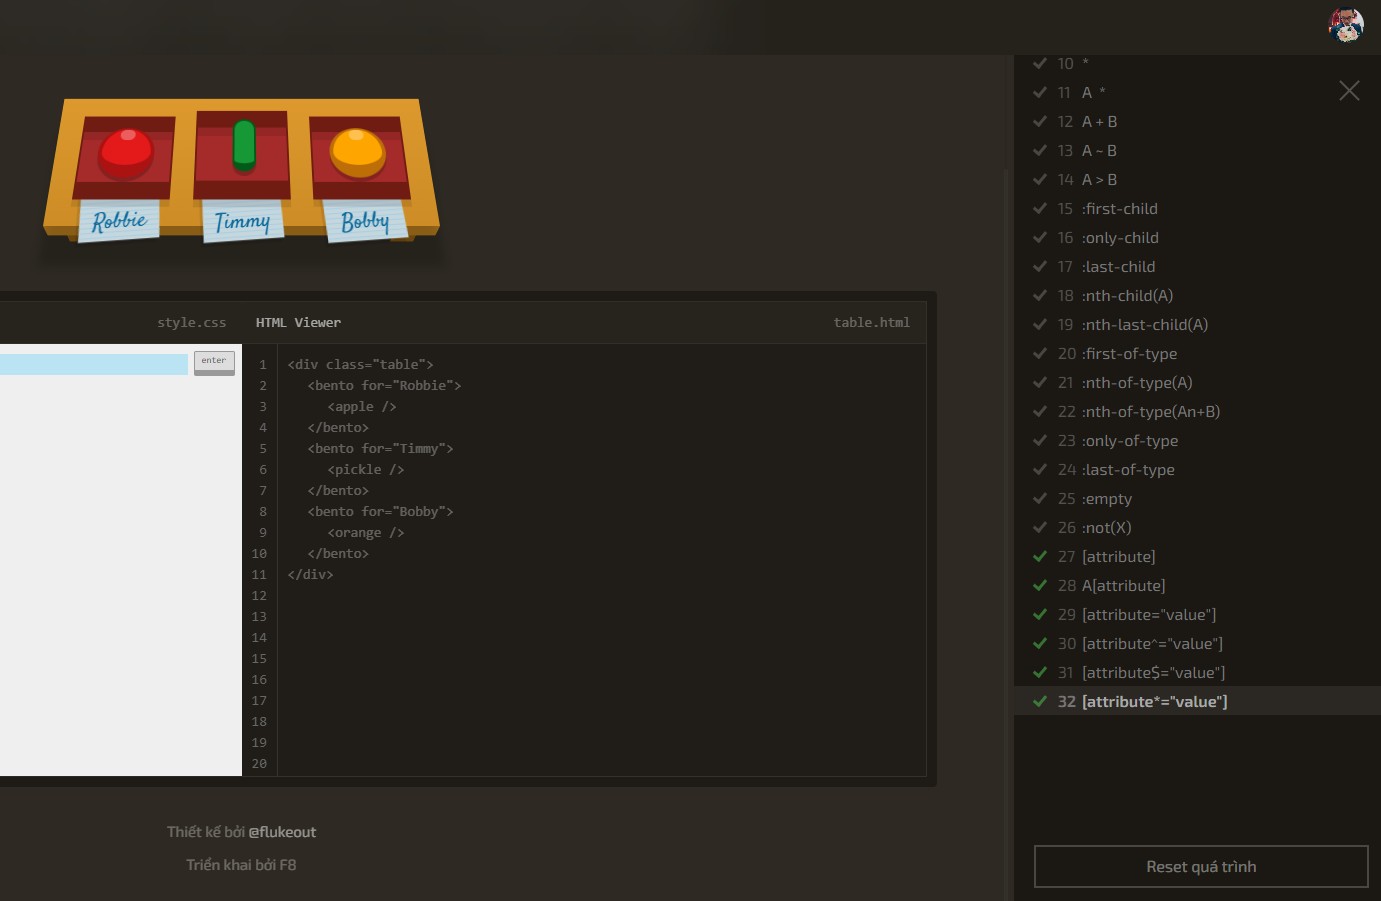 Robbie
Timmy
Bobby
style.css
HTML Viewer
table.html
enter
1 <div class="table">
2 <bento for="Robbie">
3 <apple />
4 </bento>
5 <bento for="Timmy">
6 <pickle />
7 </bento>
8 <bento for="Bobby">
9 <orange />
10 </bento>
11 </div>
12
13
14
15
16
17
18
19
20
Thiết kế bởi @flukeout
Triển khai bởi F8
10 *
11 A *
12 A + B
13 A ~ B
14 A > B
15 :first-child
16 :only-child
17 :last-child
18 :nth-child(A)
19 :nth-last-child(A)
20 :first-of-type
21 :nth-of-type(A)
22 :nth-of-type(An+B)
23 :only-of-type
24 :last-of-type
25 :empty
26 :not(X)
27 [attribute]
28 A[attribute]
29 [attribute="value"]
30 [attribute^="value"]
31 [attribute$="value"]
32 [attribute*="value"]
Reset quá trình